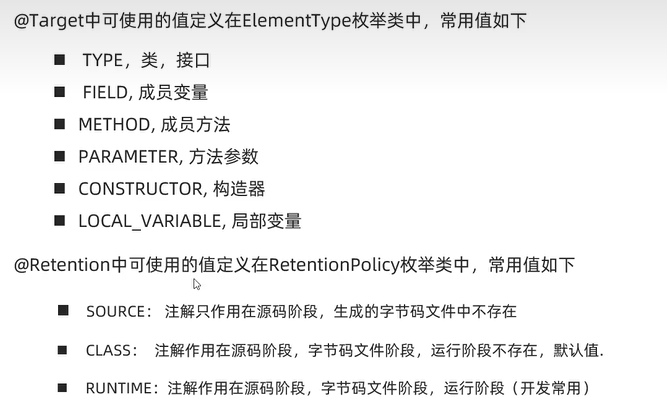 @Target中可使用的值定义在ElementType枚举类中，常用值如下
■ TYPE，类，接口
■ FIELD, 成员变量
■ METHOD, 成员方法
■ PARAMETER, 方法参数
■ CONSTRUCTOR, 构造器
■ LOCAL_VARIABLE, 局部变量
@Retention中可使用的值定义在RetentionPolicy枚举类中，常用值如下
■ SOURCE： 注解只作用在源码阶段，生成的字节码文件中不存在
■ CLASS： 注解作用在源码阶段，字节码文件阶段，运行阶段不存在，默认值.
■ RUNTIME：注解作用在源码阶段，字节码文件阶段，运行阶段（开发常用）